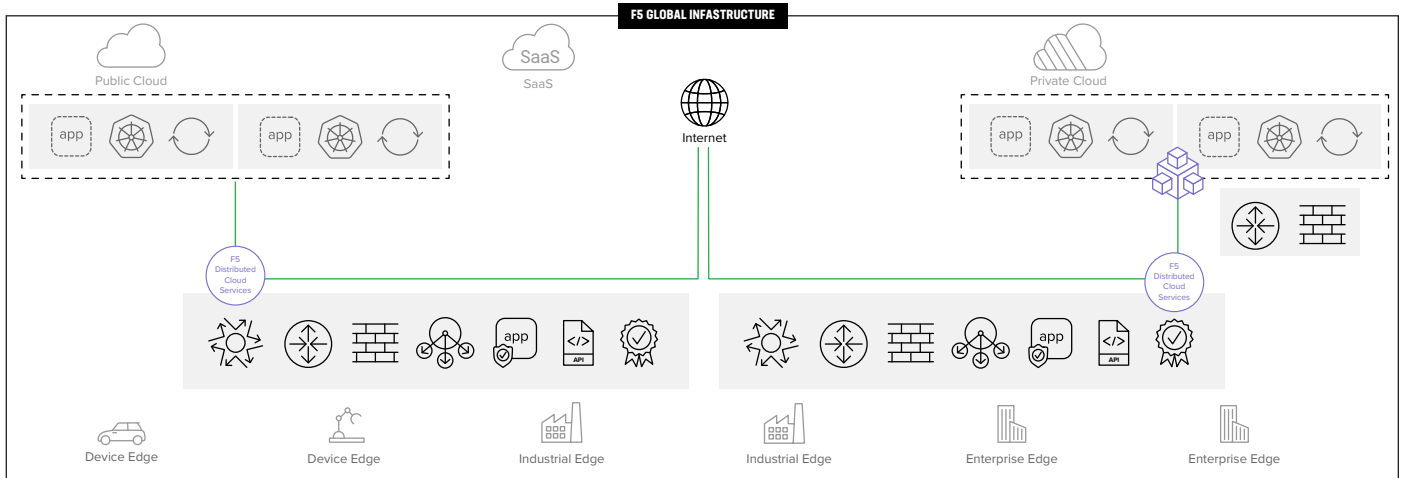 F5 GLOBAL INFASTRUCTURE
SaaS
Public Cloud
SaaS
Private Cloud
app
app
Internet
app
app
F5
Distributed
Cloud
Services
F5
Distributed
Cloud
Services
app
</>
API
app
</>
API
Device Edge
Device Edge
Industrial Edge
Industrial Edge
Enterprise Edge
Enterprise Edge